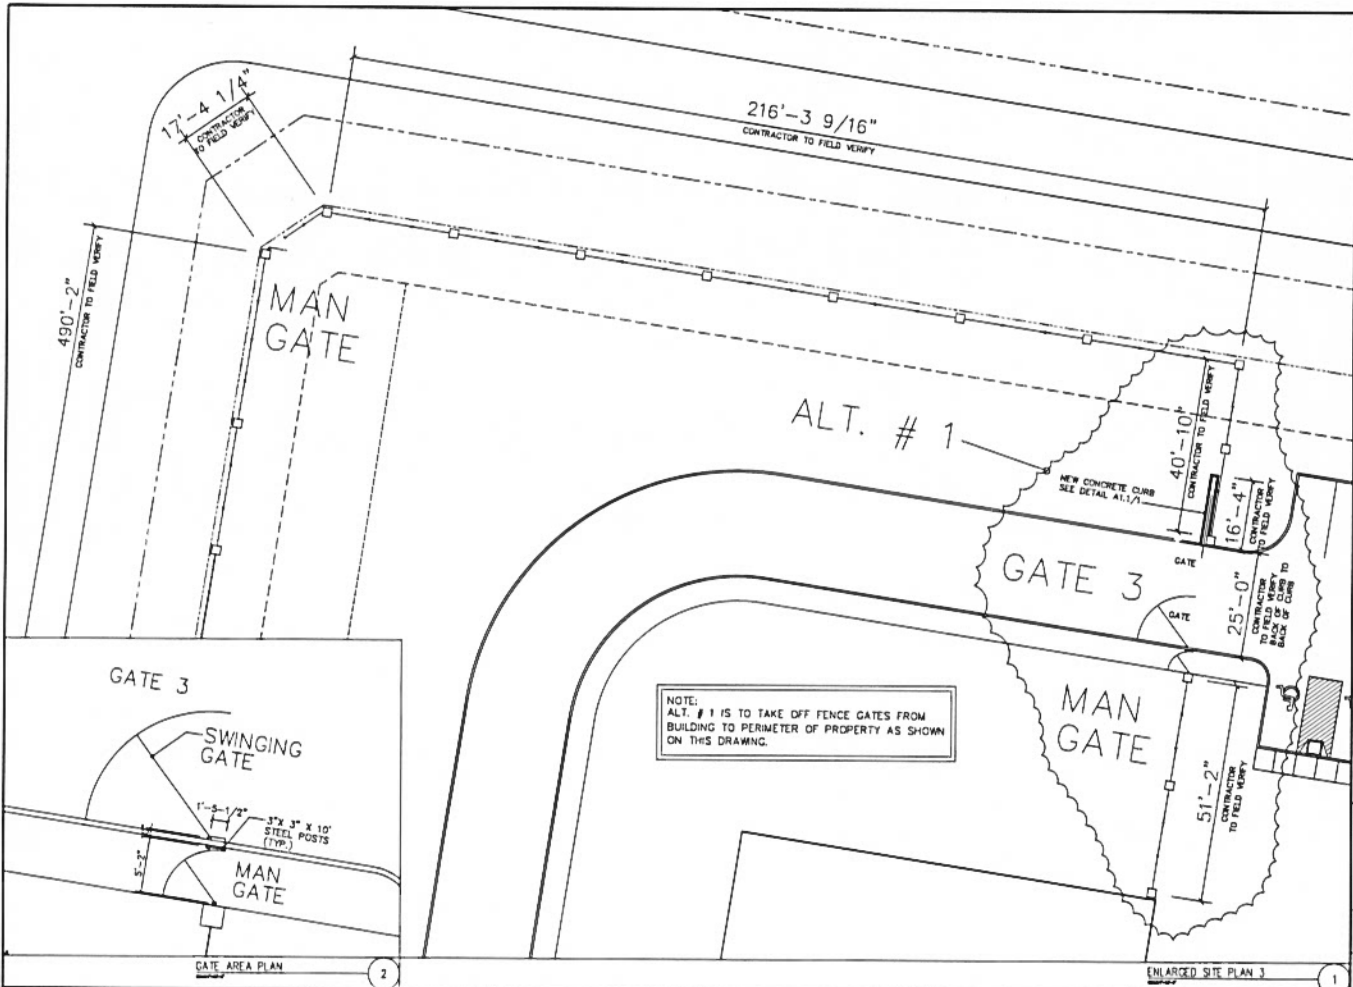 17'-4 1/4"
CONTRACTOR
TO FIELD VERIFY
216'-3 9/16"
CONTRACTOR TO FIELD VERIFY
490'-2"
CONTRACTOR TO FIELD VERIFY
MAN
GATE
ALT. # 1
NEW CONCRETE CURB
SEE DETAIL A1.1/1
40'-10"
CONTRACTOR TO FIELD VERIFY
16'-4"
CONTRACTOR
TO FIELD VERIFY
GATE
GATE 3
GATE
25'-0"
CONTRACTOR
TO FIELD VERIFY
BACK OF CURB TO
BACK OF CURB
MAN
GATE
51'-2"
CONTRACTOR
TO FIELD VERIFY
NOTE:
ALT. # 1 IS TO TAKE OFF FENCE GATES FROM
BUILDING TO PERIMETER OF PROPERTY AS SHOWN
ON THIS DRAWING.
GATE 3
SWINGING
GATE
1'-5-1/2"
3"X 3" X 10'
STEEL POSTS
(TYP.)
5'-2"
MAN
GATE
GATE AREA PLAN
2
ENLARGED SITE PLAN 3
1